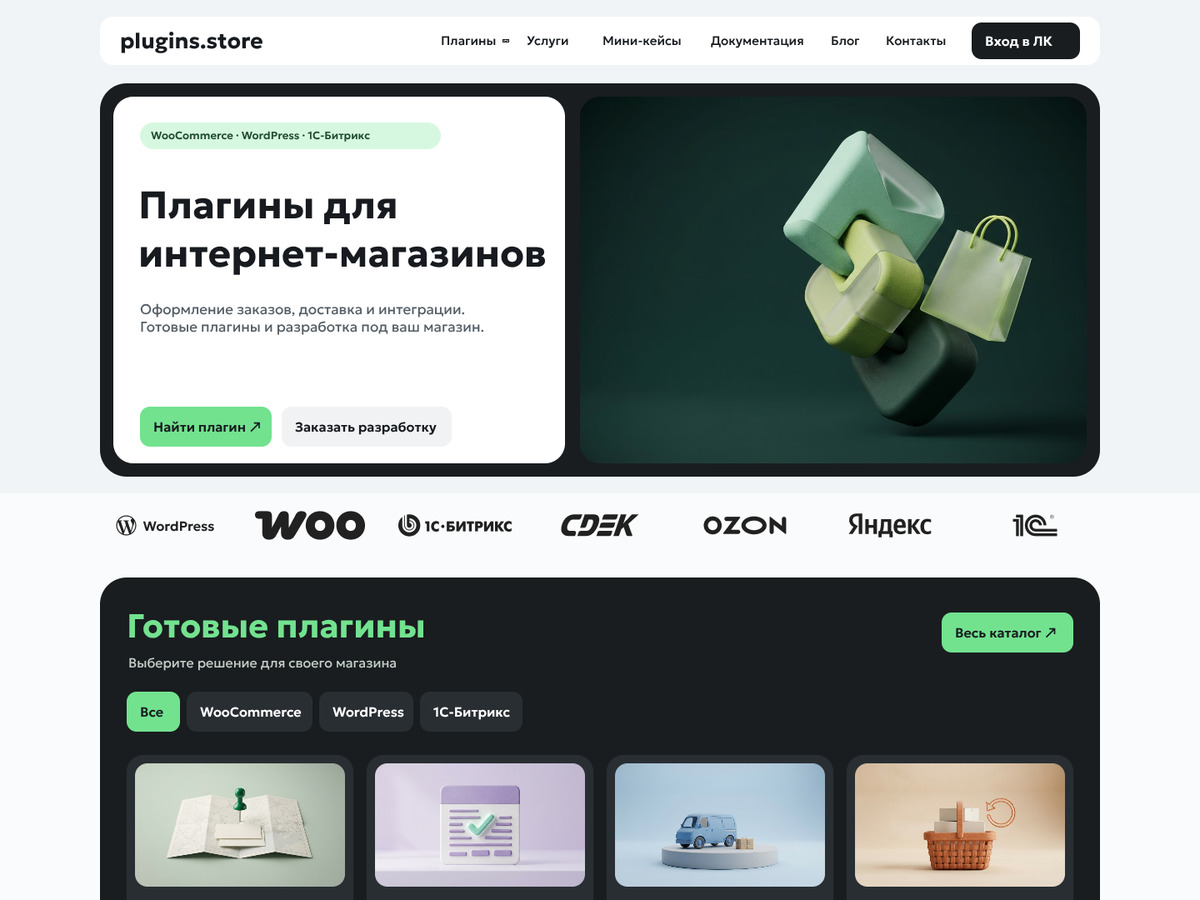 plugins.store
Плагины
Услуги
Мини-кейсы
Документация
Блог
Контакты
Вход в ЛК
WooCommerce · WordPress · 1С-Битрикс
Плагины для
интернет-магазинов
Оформление заказов, доставка и интеграции.
Готовые плагины и разработка под ваш магазин.
Найти плагин ↗
Заказать разработку
WordPress
WOO
1С·БИТРИКС
CDEK
OZON
Яндекс
1С
Готовые плагины
Выберите решение для своего магазина
Весь каталог ↗
Все
WooCommerce
WordPress
1С-Битрикс